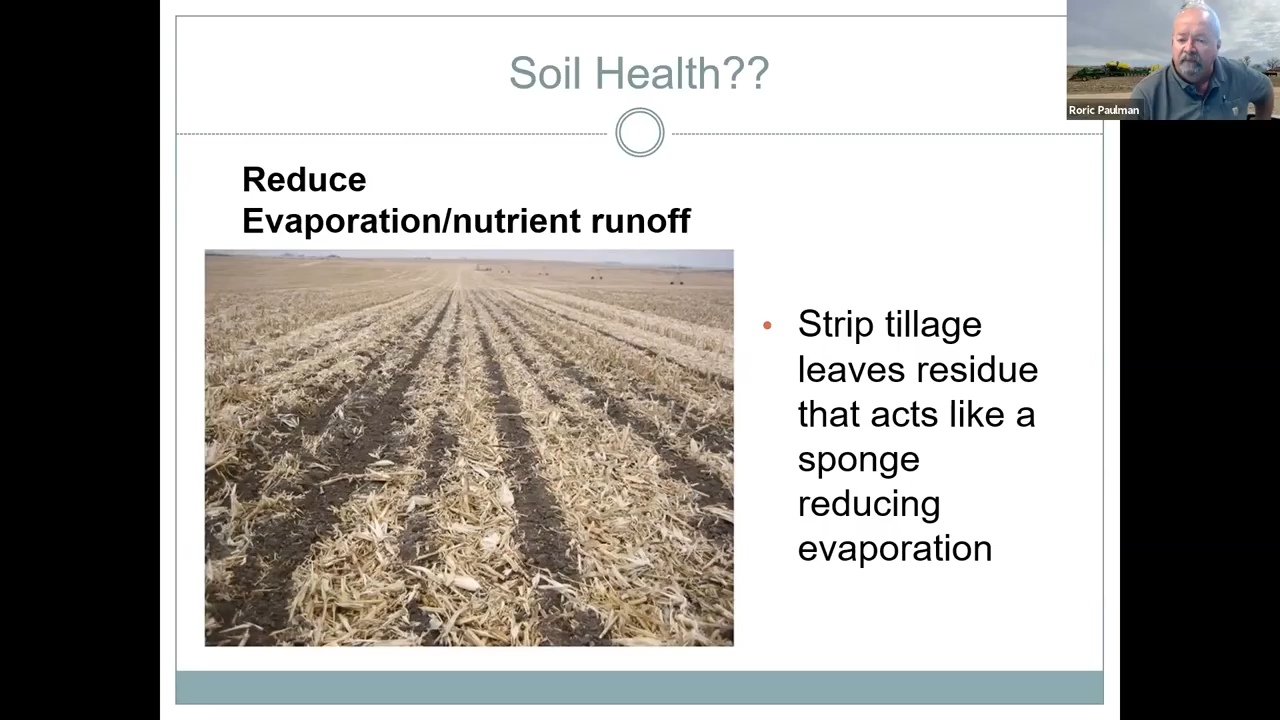 Soil Health??
Roric Paulman
Reduce
Evaporation/nutrient runoff
• Strip tillage
leaves residue
that acts like a
sponge
reducing
evaporation